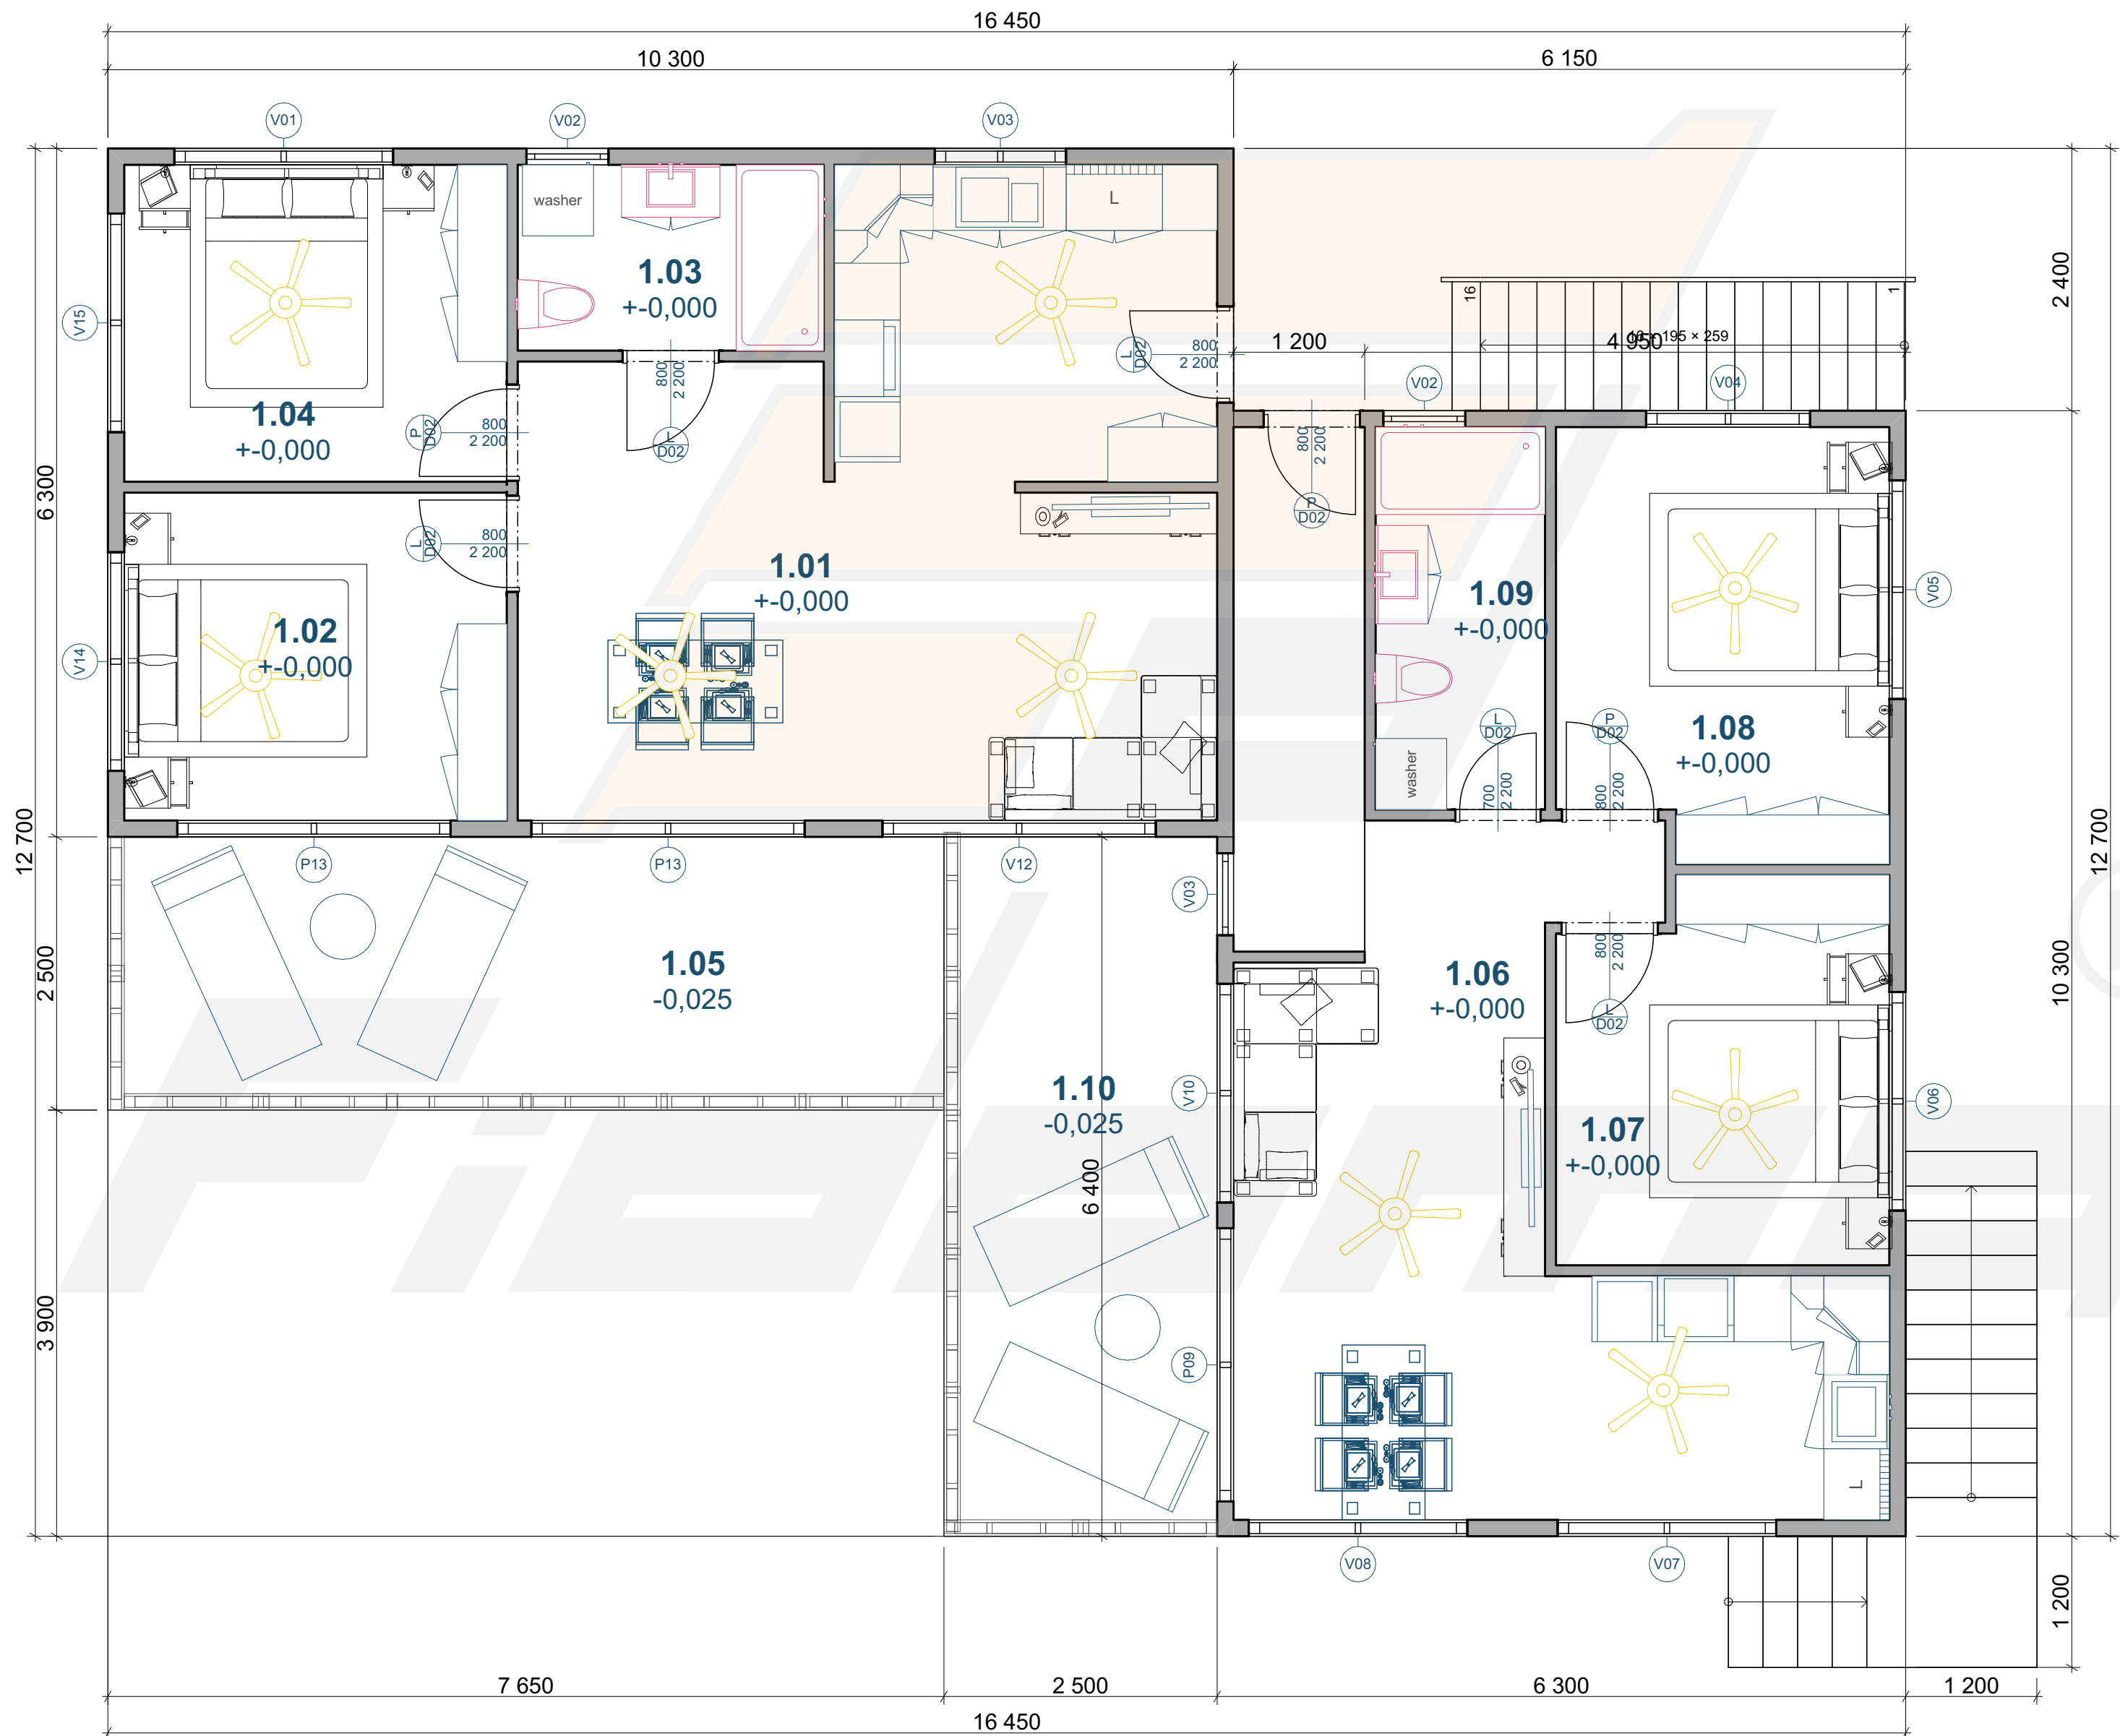 16 450
10 300
6 150
V01
V02
V03
washer
L
1.03
+-0,000
2 400
16
1
V15
1 200
16 × 195 × 259
4 950
L
D02
800
2 200
V02
V04
1.04
+-0,000
P
D02
800
2 200
L
D02
800
2 200
800
2 200
P
D02
6 300
L
D02
800
2 200
1.01
+-0,000
1.09
+-0,000
V05
1.02
+-0,000
V14
L
D02
700
2 200
P
D02
800
2 200
1.08
+-0,000
washer
12 700
12 700
P13
P13
V12
V03
2 500
1.05
-0,025
1.06
+-0,000
800
2 200
L
D02
10 300
1.10
-0,025
V10
V06
1.07
+-0,000
6 400
3 900
P09
L
V08
V07
1 200
7 650
2 500
6 300
1 200
16 450